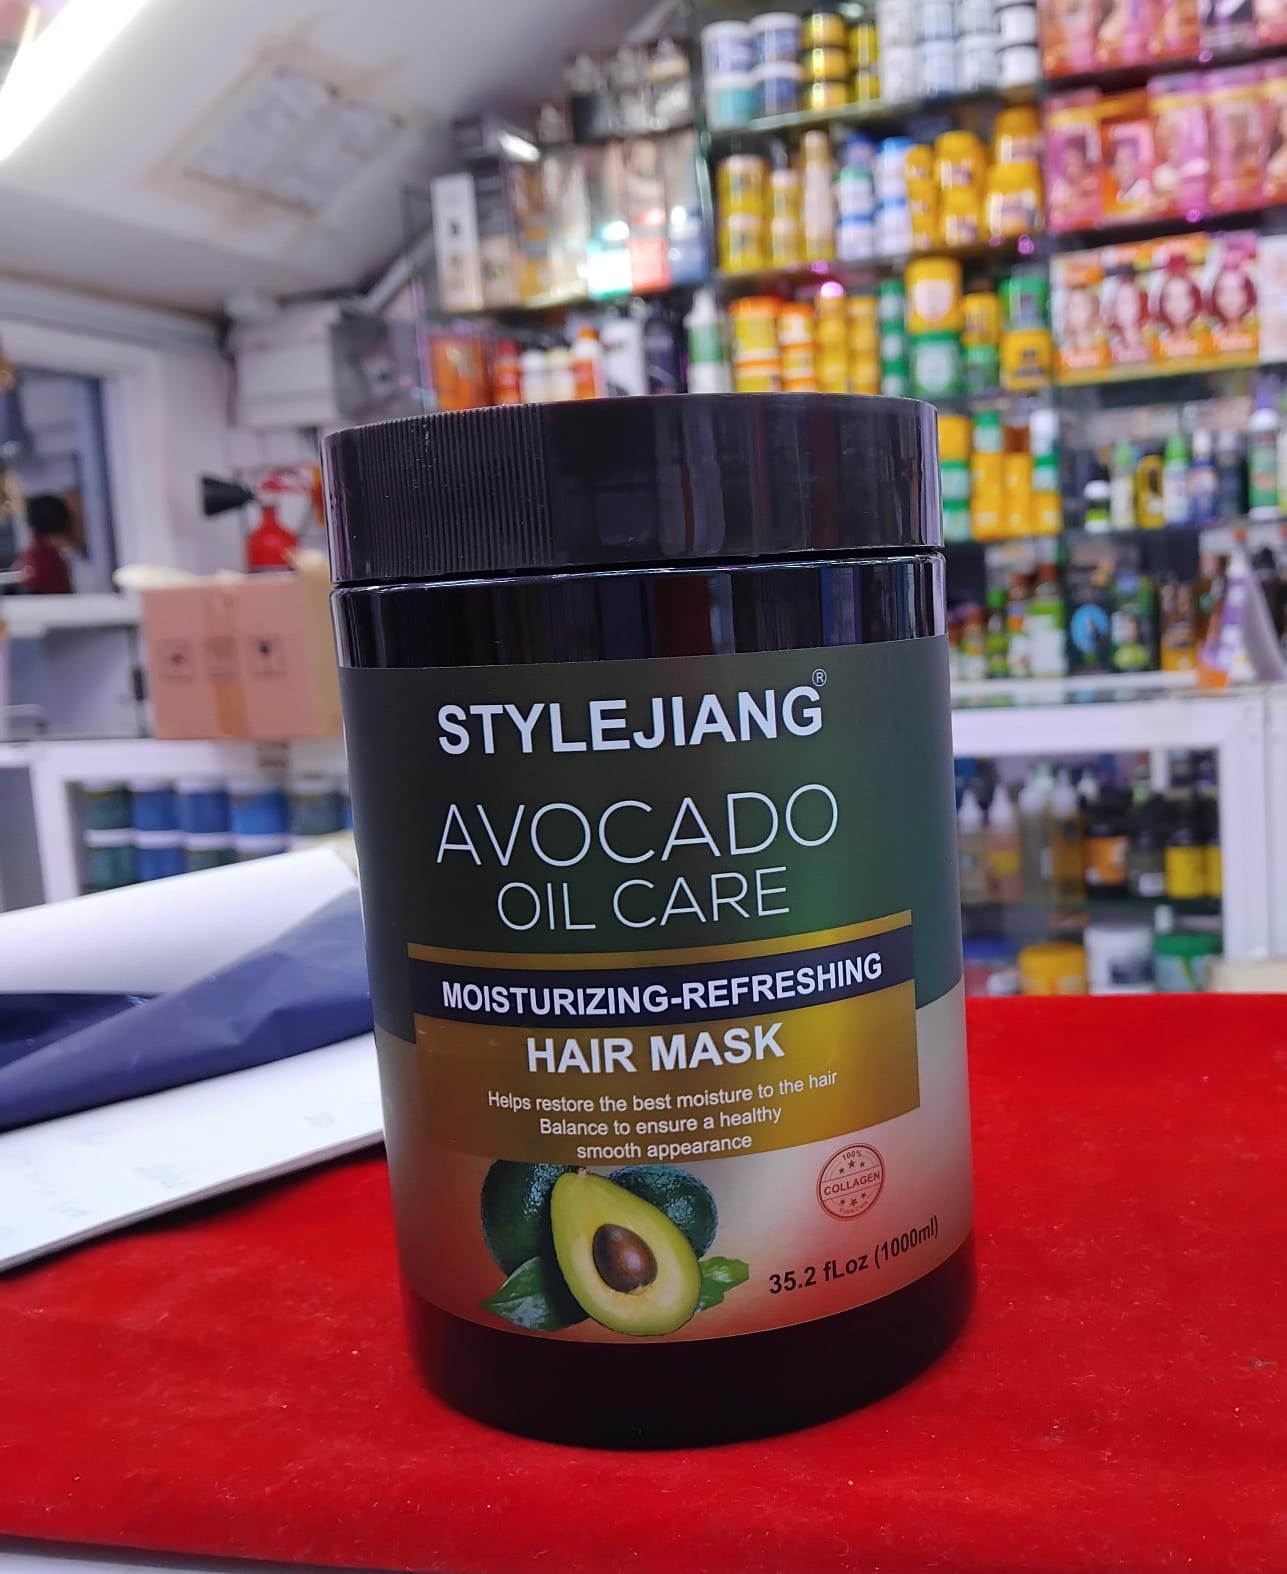 STYLEJIANG®
AVOCADO
OIL CARE
MOISTURIZING-REFRESHING
HAIR MASK
Helps restore the best moisture to the hair
Balance to ensure a healthy
smooth appearance
100%
COLLAGEN
35.2 fLoz (1000ml)